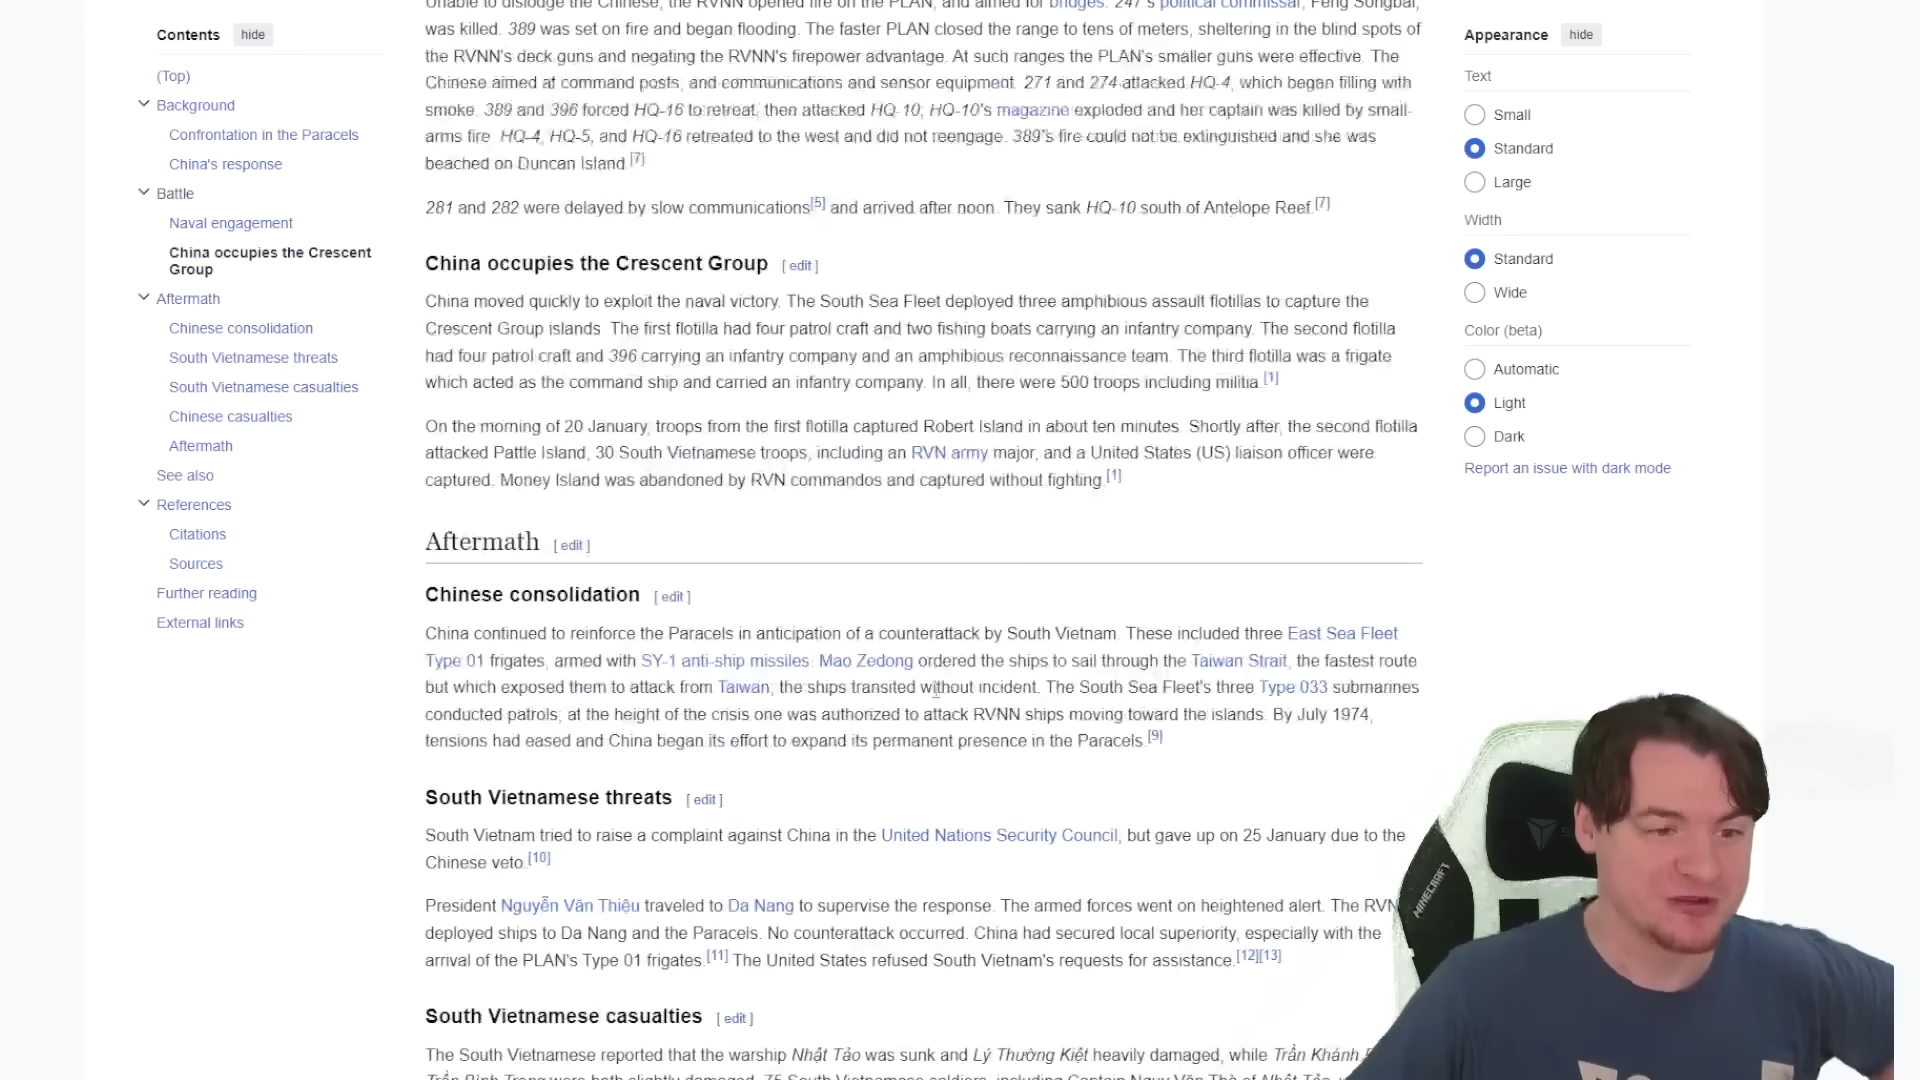 Contents hide
(Top)
Background
Confrontation in the Paracels
China's response
Battle
Naval engagement
China occupies the Crescent
Group
Aftermath
Chinese consolidation
South Vietnamese threats
South Vietnamese casualties
Chinese casualties
Aftermath
See also
References
Citations
Sources
Further reading
External links
Unable to dislodge the Chinese, the RVNN opened fire on the PLAN, and aimed for bridges. 247's political commissar, Feng Songbai,
was killed. 389 was set on fire and began flooding. The faster PLAN closed the range to tens of meters, sheltering in the blind spots of
the RVNN's deck guns and negating the RVNN's firepower advantage. At such ranges the PLAN's smaller guns were effective. The
Chinese aimed at command posts, and communications and sensor equipment. 271 and 274 attacked HQ-4, which began filling with
smoke. 389 and 396 forced HQ-16 to retreat, then attacked HQ-10; HQ-10's magazine exploded and her captain was killed by small-
arms fire. HQ-4, HQ-5, and HQ-16 retreated to the west and did not reengage. 389's fire could not be extinguished and she was
beached on Duncan Island.[7]
281 and 282 were delayed by slow communications[5] and arrived after noon. They sank HQ-10 south of Antelope Reef.[7]
China occupies the Crescent Group [ edit ]
China moved quickly to exploit the naval victory. The South Sea Fleet deployed three amphibious assault flotillas to capture the
Crescent Group islands. The first flotilla had four patrol craft and two fishing boats carrying an infantry company. The second flotilla
had four patrol craft and 396 carrying an infantry company and an amphibious reconnaissance team. The third flotilla was a frigate
which acted as the command ship and carried an infantry company. In all, there were 500 troops including militia.[1]
On the morning of 20 January, troops from the first flotilla captured Robert Island in about ten minutes. Shortly after, the second flotilla
attacked Pattle Island, 30 South Vietnamese troops, including an RVN army major, and a United States (US) liaison officer were
captured. Money Island was abandoned by RVN commandos and captured without fighting.[1]
Aftermath [ edit ]
Chinese consolidation [ edit ]
China continued to reinforce the Paracels in anticipation of a counterattack by South Vietnam. These included three East Sea Fleet
Type 01 frigates, armed with SY-1 anti-ship missiles. Mao Zedong ordered the ships to sail through the Taiwan Strait, the fastest route
but which exposed them to attack from Taiwan, the ships transited without incident. The South Sea Fleet's three Type 033 submarines
conducted patrols; at the height of the crisis one was authorized to attack RVNN ships moving toward the islands. By July 1974,
tensions had eased and China began its effort to expand its permanent presence in the Paracels.[9]
South Vietnamese threats [ edit ]
South Vietnam tried to raise a complaint against China in the United Nations Security Council, but gave up on 25 January due to the
Chinese veto.[10]
President Nguyễn Văn Thiệu traveled to Da Nang to supervise the response. The armed forces went on heightened alert. The RVN
deployed ships to Da Nang and the Paracels. No counterattack occurred. China had secured local superiority, especially with the
arrival of the PLAN's Type 01 frigates.[11] The United States refused South Vietnam's requests for assistance.[12][13]
South Vietnamese casualties [ edit ]
The South Vietnamese reported that the warship Nhật Tảo was sunk and Lý Thường Kiệt heavily damaged, while Trần Khánh
Trần Bình Trọng were both slightly damaged. 75 South Vietnamese soldiers, including Captain Ngụy Văn Thà of Nhật Tảo,
Appearance hide
Text
Small
Standard
Large
Width
Standard
Wide
Color (beta)
Automatic
Light
Dark
Report an issue with dark mode
MINECRAFT